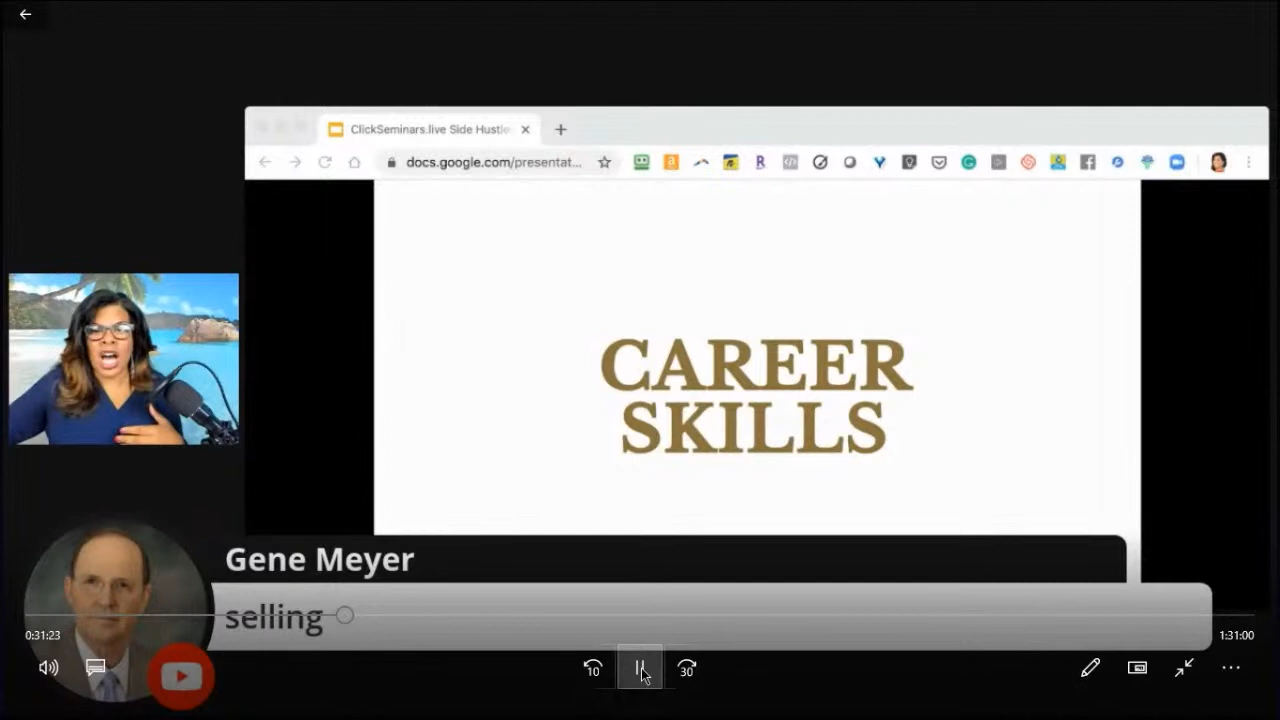 ClickSeminars.live Side Hustle
docs.google.com/presentat...
CAREER
SKILLS
Gene Meyer
selling
0:31:23
1:31:00
10
30